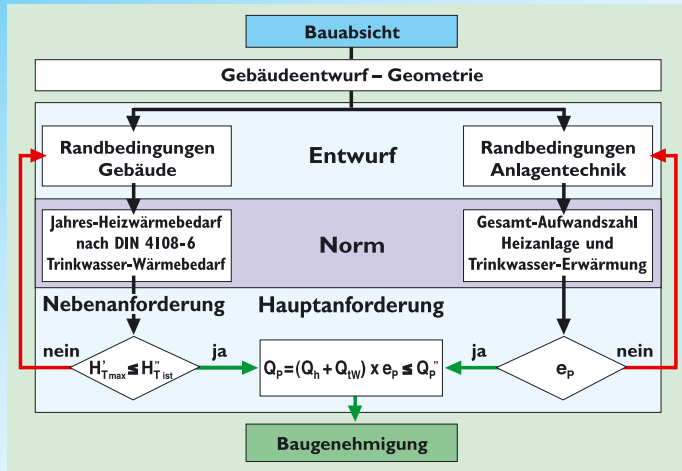 Bauabsicht
Gebäudeentwurf – Geometrie
Randbedingungen
Gebäude
Entwurf
Randbedingungen
Anlagentechnik
Jahres-Heizwärmebedarf
nach DIN 4108-6
Trinkwasser-Wärmebedarf
Norm
Gesamt-Aufwandszahl
Heizanlage und
Trinkwasser-Erwärmung
Nebenanforderung
Hauptanforderung
nein
H'T max ≤ H"T ist
ja
QP = (Qh + QtW) x eP ≤ QP"
ja
eP
nein
Baugenehmigung